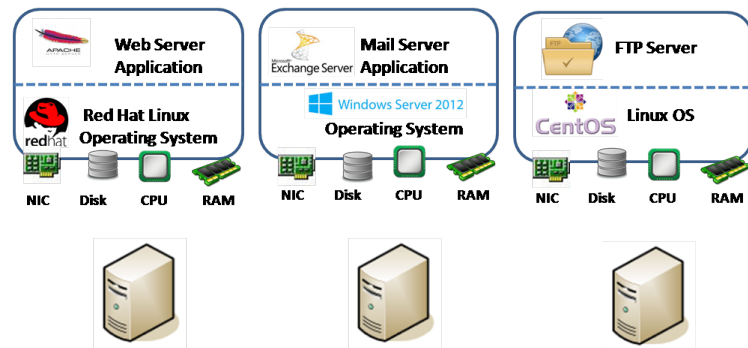 APACHE
Web Server
Application
redhat
Red Hat Linux
Operating System
NIC
Disk
CPU
RAM
Microsoft
Exchange Server
Mail Server
Application
Windows Server 2012
Operating System
NIC
Disk
CPU
RAM
FTP
FTP Server
CentOS
Linux OS
NIC
Disk
CPU
RAM